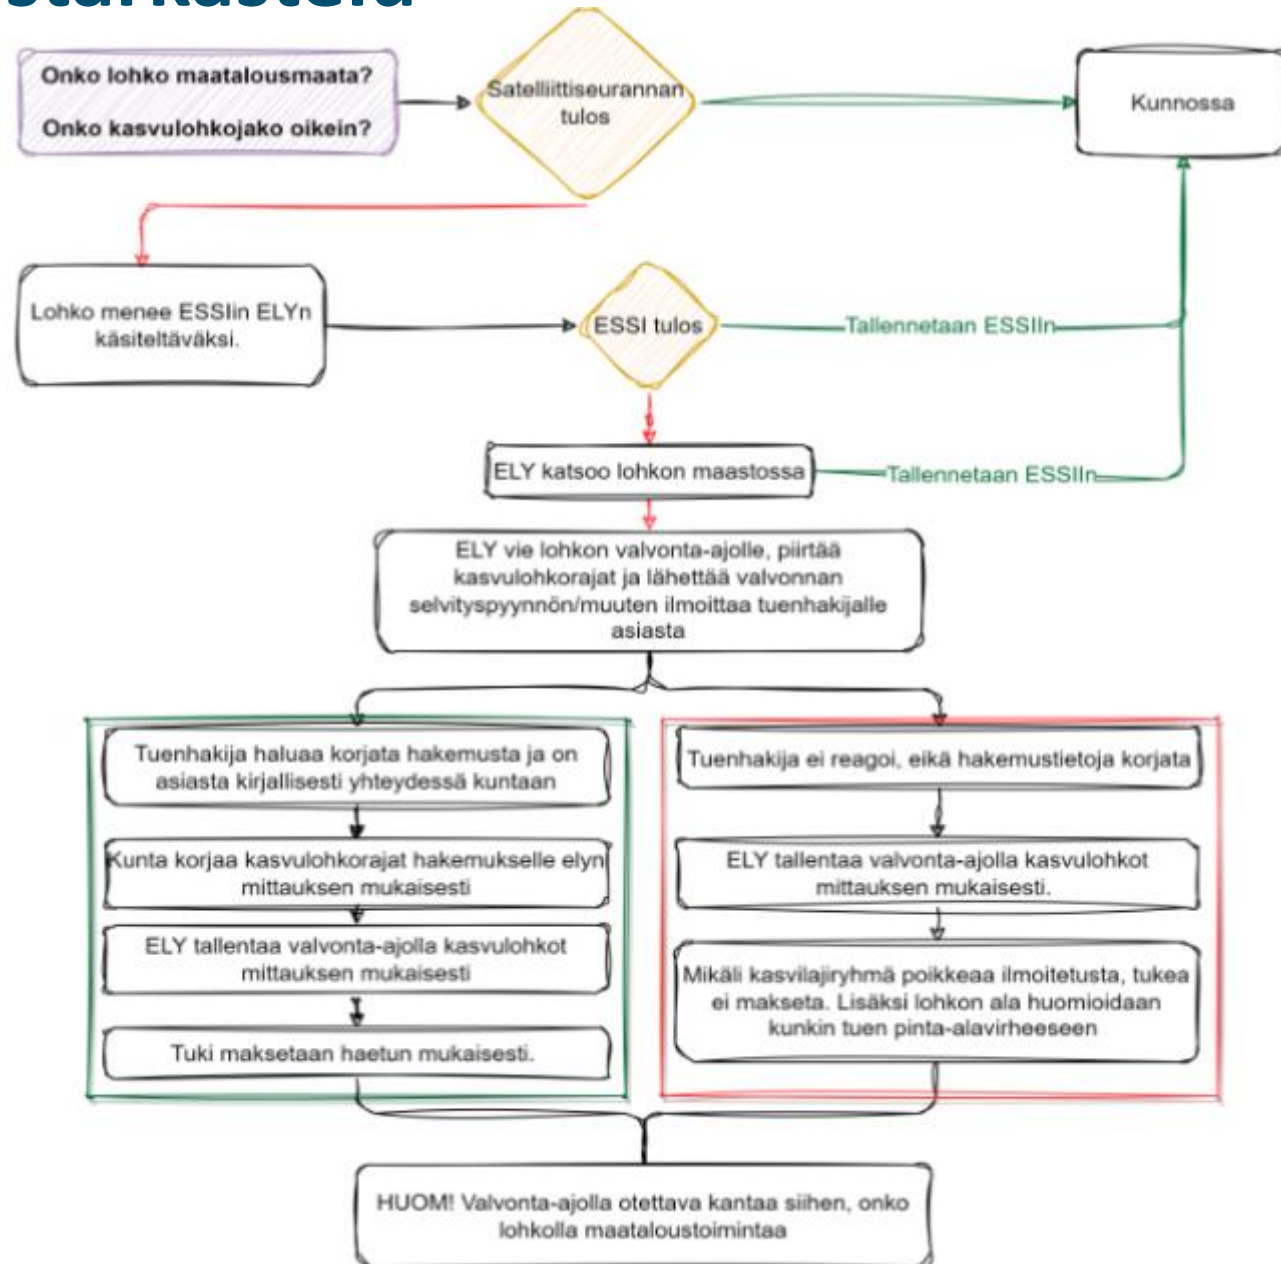 Onko lohko maatalousmaata?
Onko kasvulohkojako oikein?
Satelliittiseurannan
tulos
Kunnossa
Lohko menee ESSIin ELYn
käsiteltäväksi.
ESSI tulos
Tallennetaan ESSIIn
ELY katsoo lohkon maastossa
Tallennetaan ESSIIn
ELY vie lohkon valvonta-ajolle, piirtää
kasvulohkorajat ja lähettää valvonnan
selvityspyynnön/muuten ilmoittaa tuenhakijalle
asiasta
Tuenhakija haluaa korjata hakemusta ja on
asiasta kirjallisesti yhteydessä kuntaan
Kunta korjaa kasvulohkorajat hakemukselle elyn
mittauksen mukaisesti
ELY tallentaa valvonta-ajolla kasvulohkot
mittauksen mukaisesti
Tuki maksetaan haetun mukaisesti.
Tuenhakija ei reagoi, eikä hakemustietoja korjata
ELY tallentaa valvonta-ajolla kasvulohkot
mittauksen mukaisesti.
Mikäli kasvilajiryhmä poikkeaa ilmoitetusta, tukea
ei makseta. Lisäksi lohkon ala huomioidaan
kunkin tuen pinta-alavirheeseen
HUOM! Valvonta-ajolla otettava kantaa siihen, onko
lohkolla maataloustoimintaa